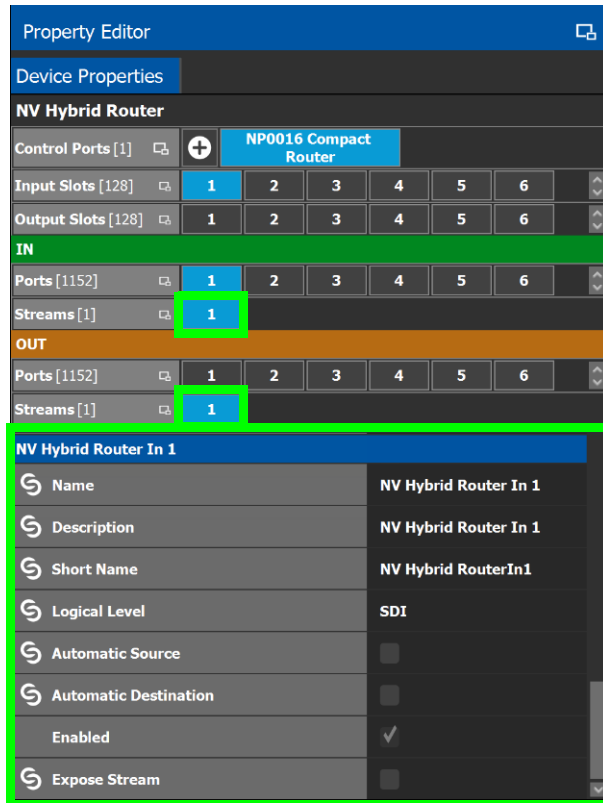 Property Editor
Device Properties
NV Hybrid Router
Control Ports [1] NP0016 Compact Router
Input Slots [128] 1 2 3 4 5 6
Output Slots [128] 1 2 3 4 5 6
IN
Ports [1152] 1 2 3 4 5 6
Streams [1] 1
OUT
Ports [1152] 1 2 3 4 5 6
Streams [1] 1
NV Hybrid Router In 1
Name NV Hybrid Router In 1
Description NV Hybrid Router In 1
Short Name NV Hybrid RouterIn1
Logical Level SDI
Automatic Source
Automatic Destination
Enabled
Expose Stream